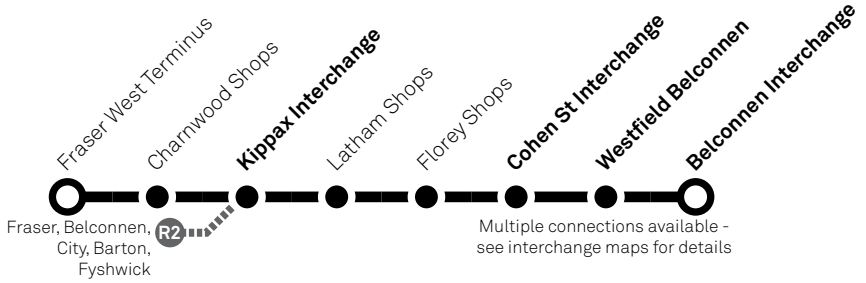 Fraser West Terminus
Charnwood Shops
Kippax Interchange
Latham Shops
Florey Shops
Cohen St Interchange
Westfield Belconnen
Belconnen Interchange
Fraser, Belconnen,
City, Barton,
Fyshwick
R2
Multiple connections available -
see interchange maps for details